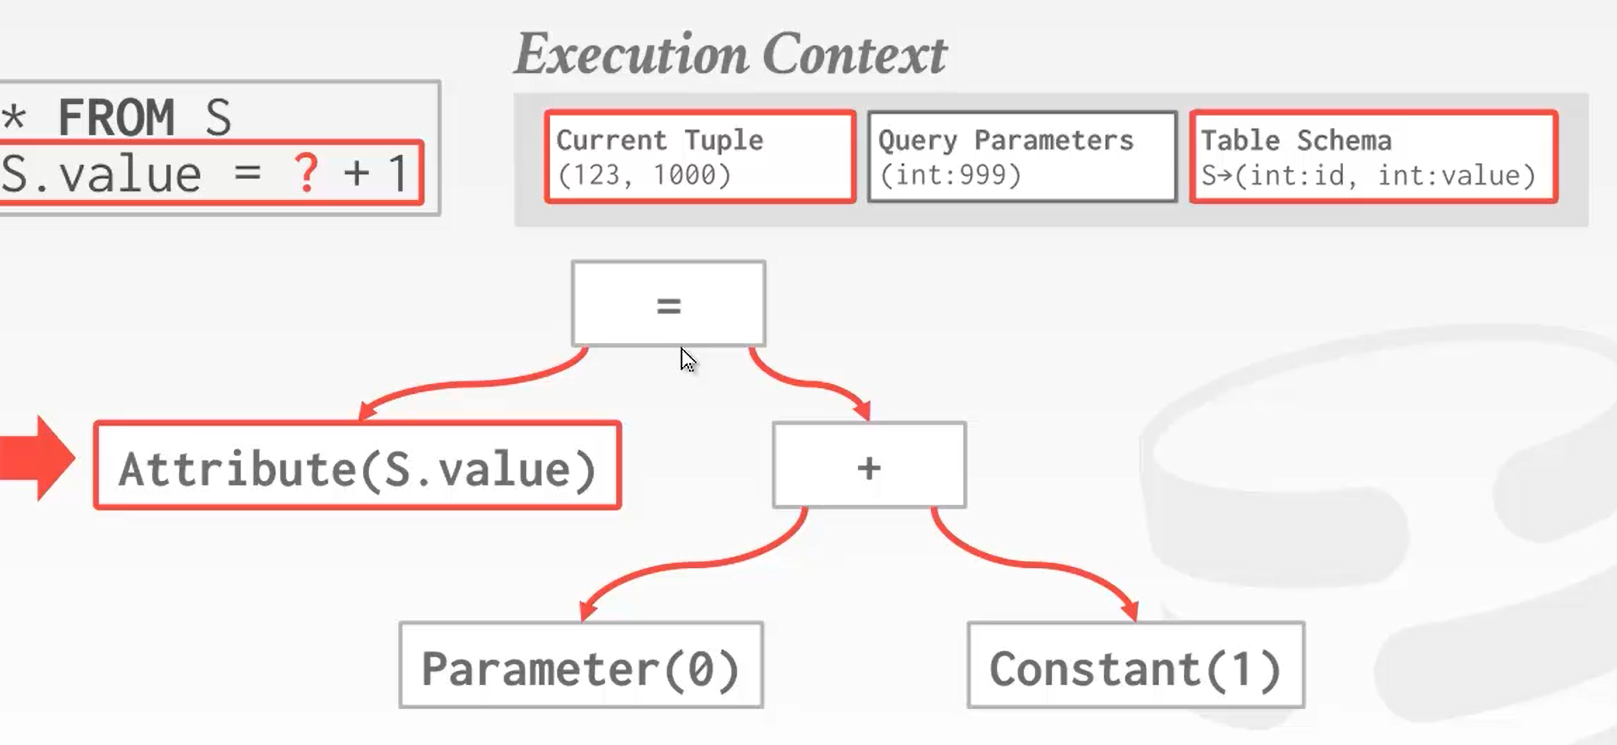 Execution Context
* FROM S
S.value = ? + 1
Current Tuple
(123, 1000)
Query Parameters
(int:999)
Table Schema
S→(int:id, int:value)
=
Attribute(S.value)
+
Parameter(0)
Constant(1)